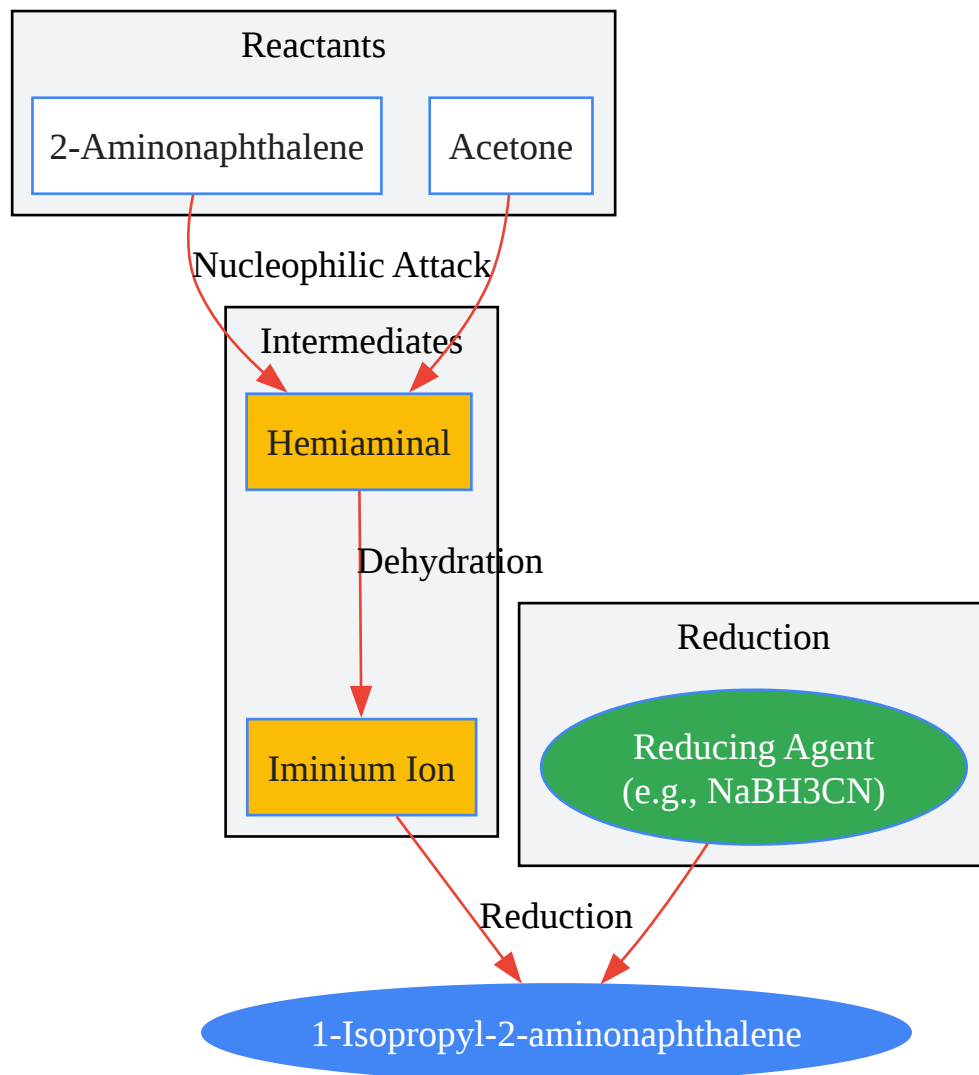 Reactants
2-Aminonaphthalene
Acetone
Nucleophilic Attack
Intermediates
Hemiaminal
Dehydration
Reduction
Iminium Ion
Reducing Agent
(e.g., NaBH3CN)
Reduction
1-Isopropyl-2-aminonaphthalene